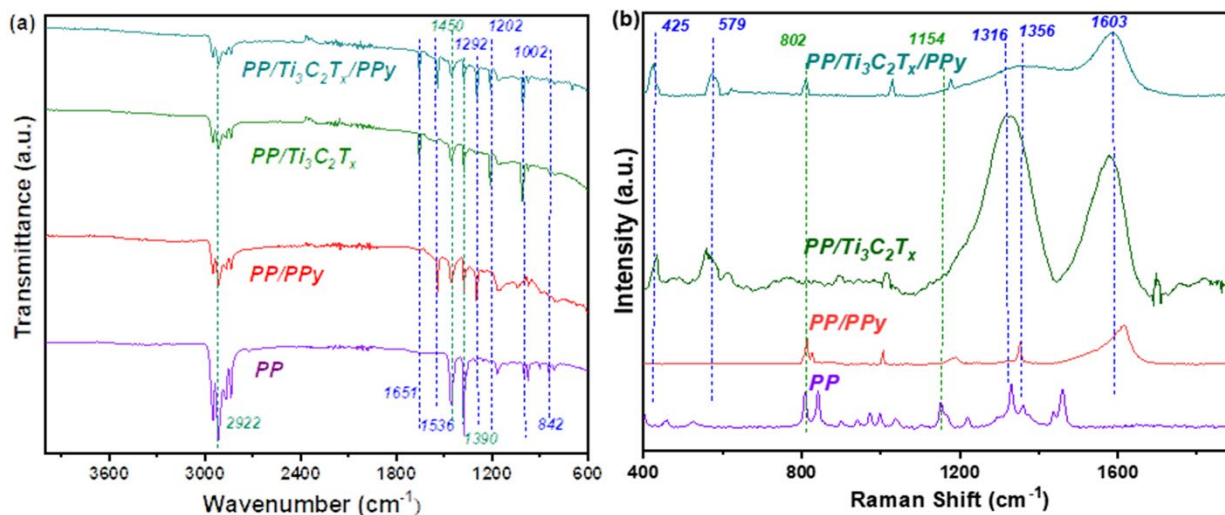 (a)
1450
1202
1292
1002
PP/Ti₃C₂Tₓ/PPy
PP/Ti₃C₂Tₓ
PP/PPy
PP
2922
1651
1536
1390
842
3600
3000
2400
1800
1200
600
Wavenumber (cm⁻¹)
Transmittance (a.u.)
(b)
425
579
802
1154
1316
1356
1603
PP/Ti₃C₂Tₓ/PPy
PP/Ti₃C₂Tₓ
PP/PPy
PP
400
800
1200
1600
Raman Shift (cm⁻¹)
Intensity (a.u.)